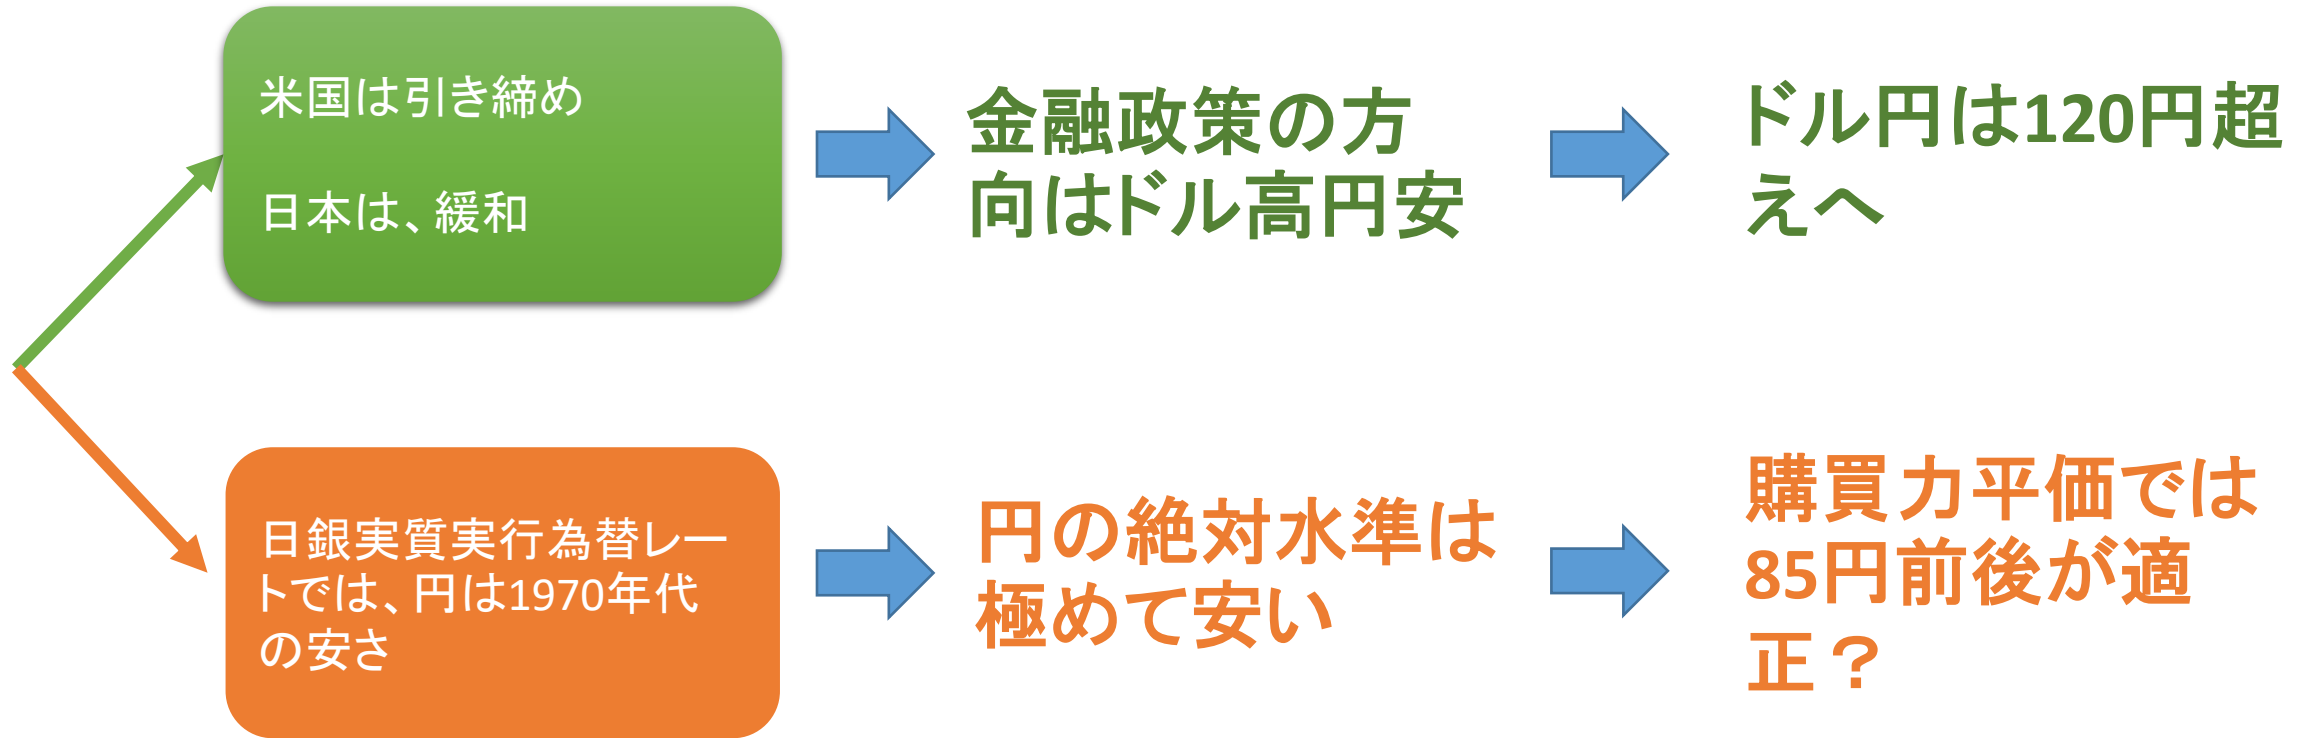 米国は引き締め
日本は、緩和
金融政策の方
向はドル高円安
ドル円は120円超
えへ
日銀実質実行為替レー
トでは、円は1970年代
の安さ
円の絶対水準は
極めて安い
購買力平価では
85円前後が適
正？